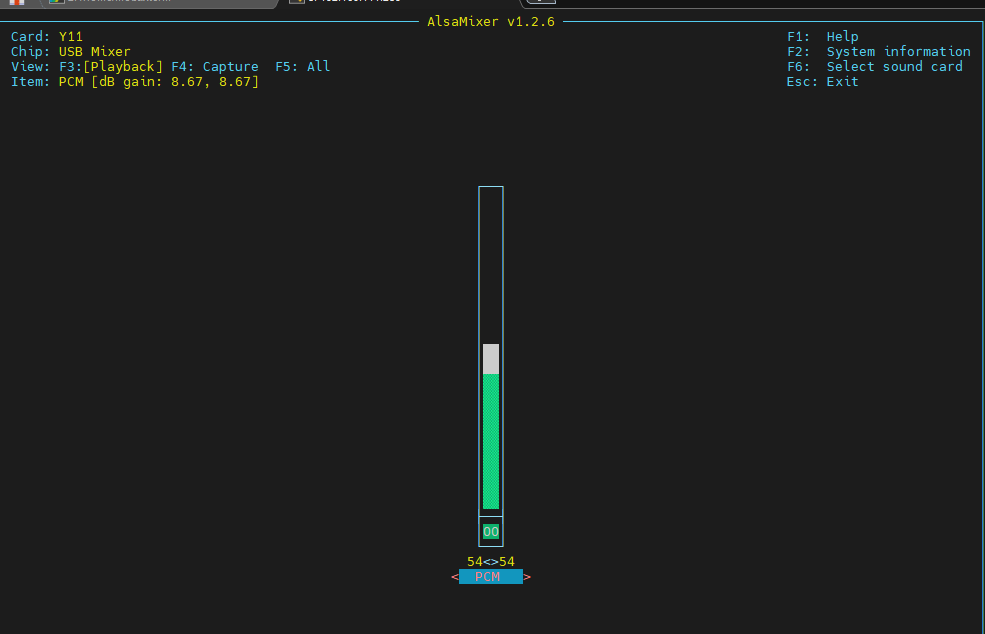 AlsaMixer v1.2.6
Card: Y11
F1: Help
Chip: USB Mixer
F2: System information
View: F3:[Playback] F4: Capture F5: All
F6: Select sound card
Item: PCM [dB gain: 8.67, 8.67]
Esc: Exit
OO
54<>54
< PCM >